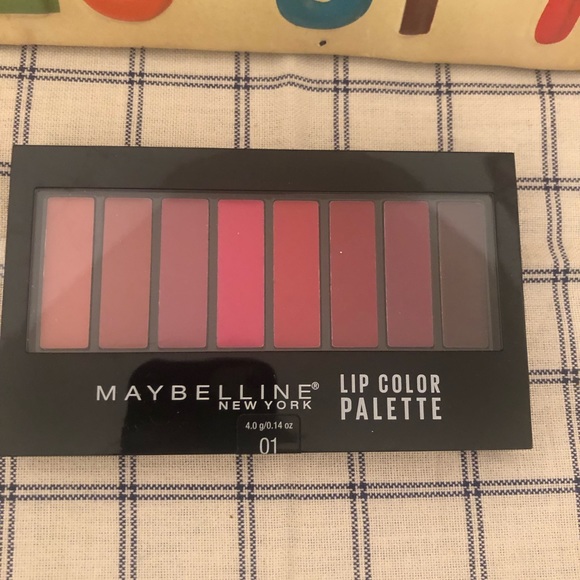 MAYBELLINE®
NEW YORK
LIP COLOR
PALETTE
4.0 g/0.14 oz
01